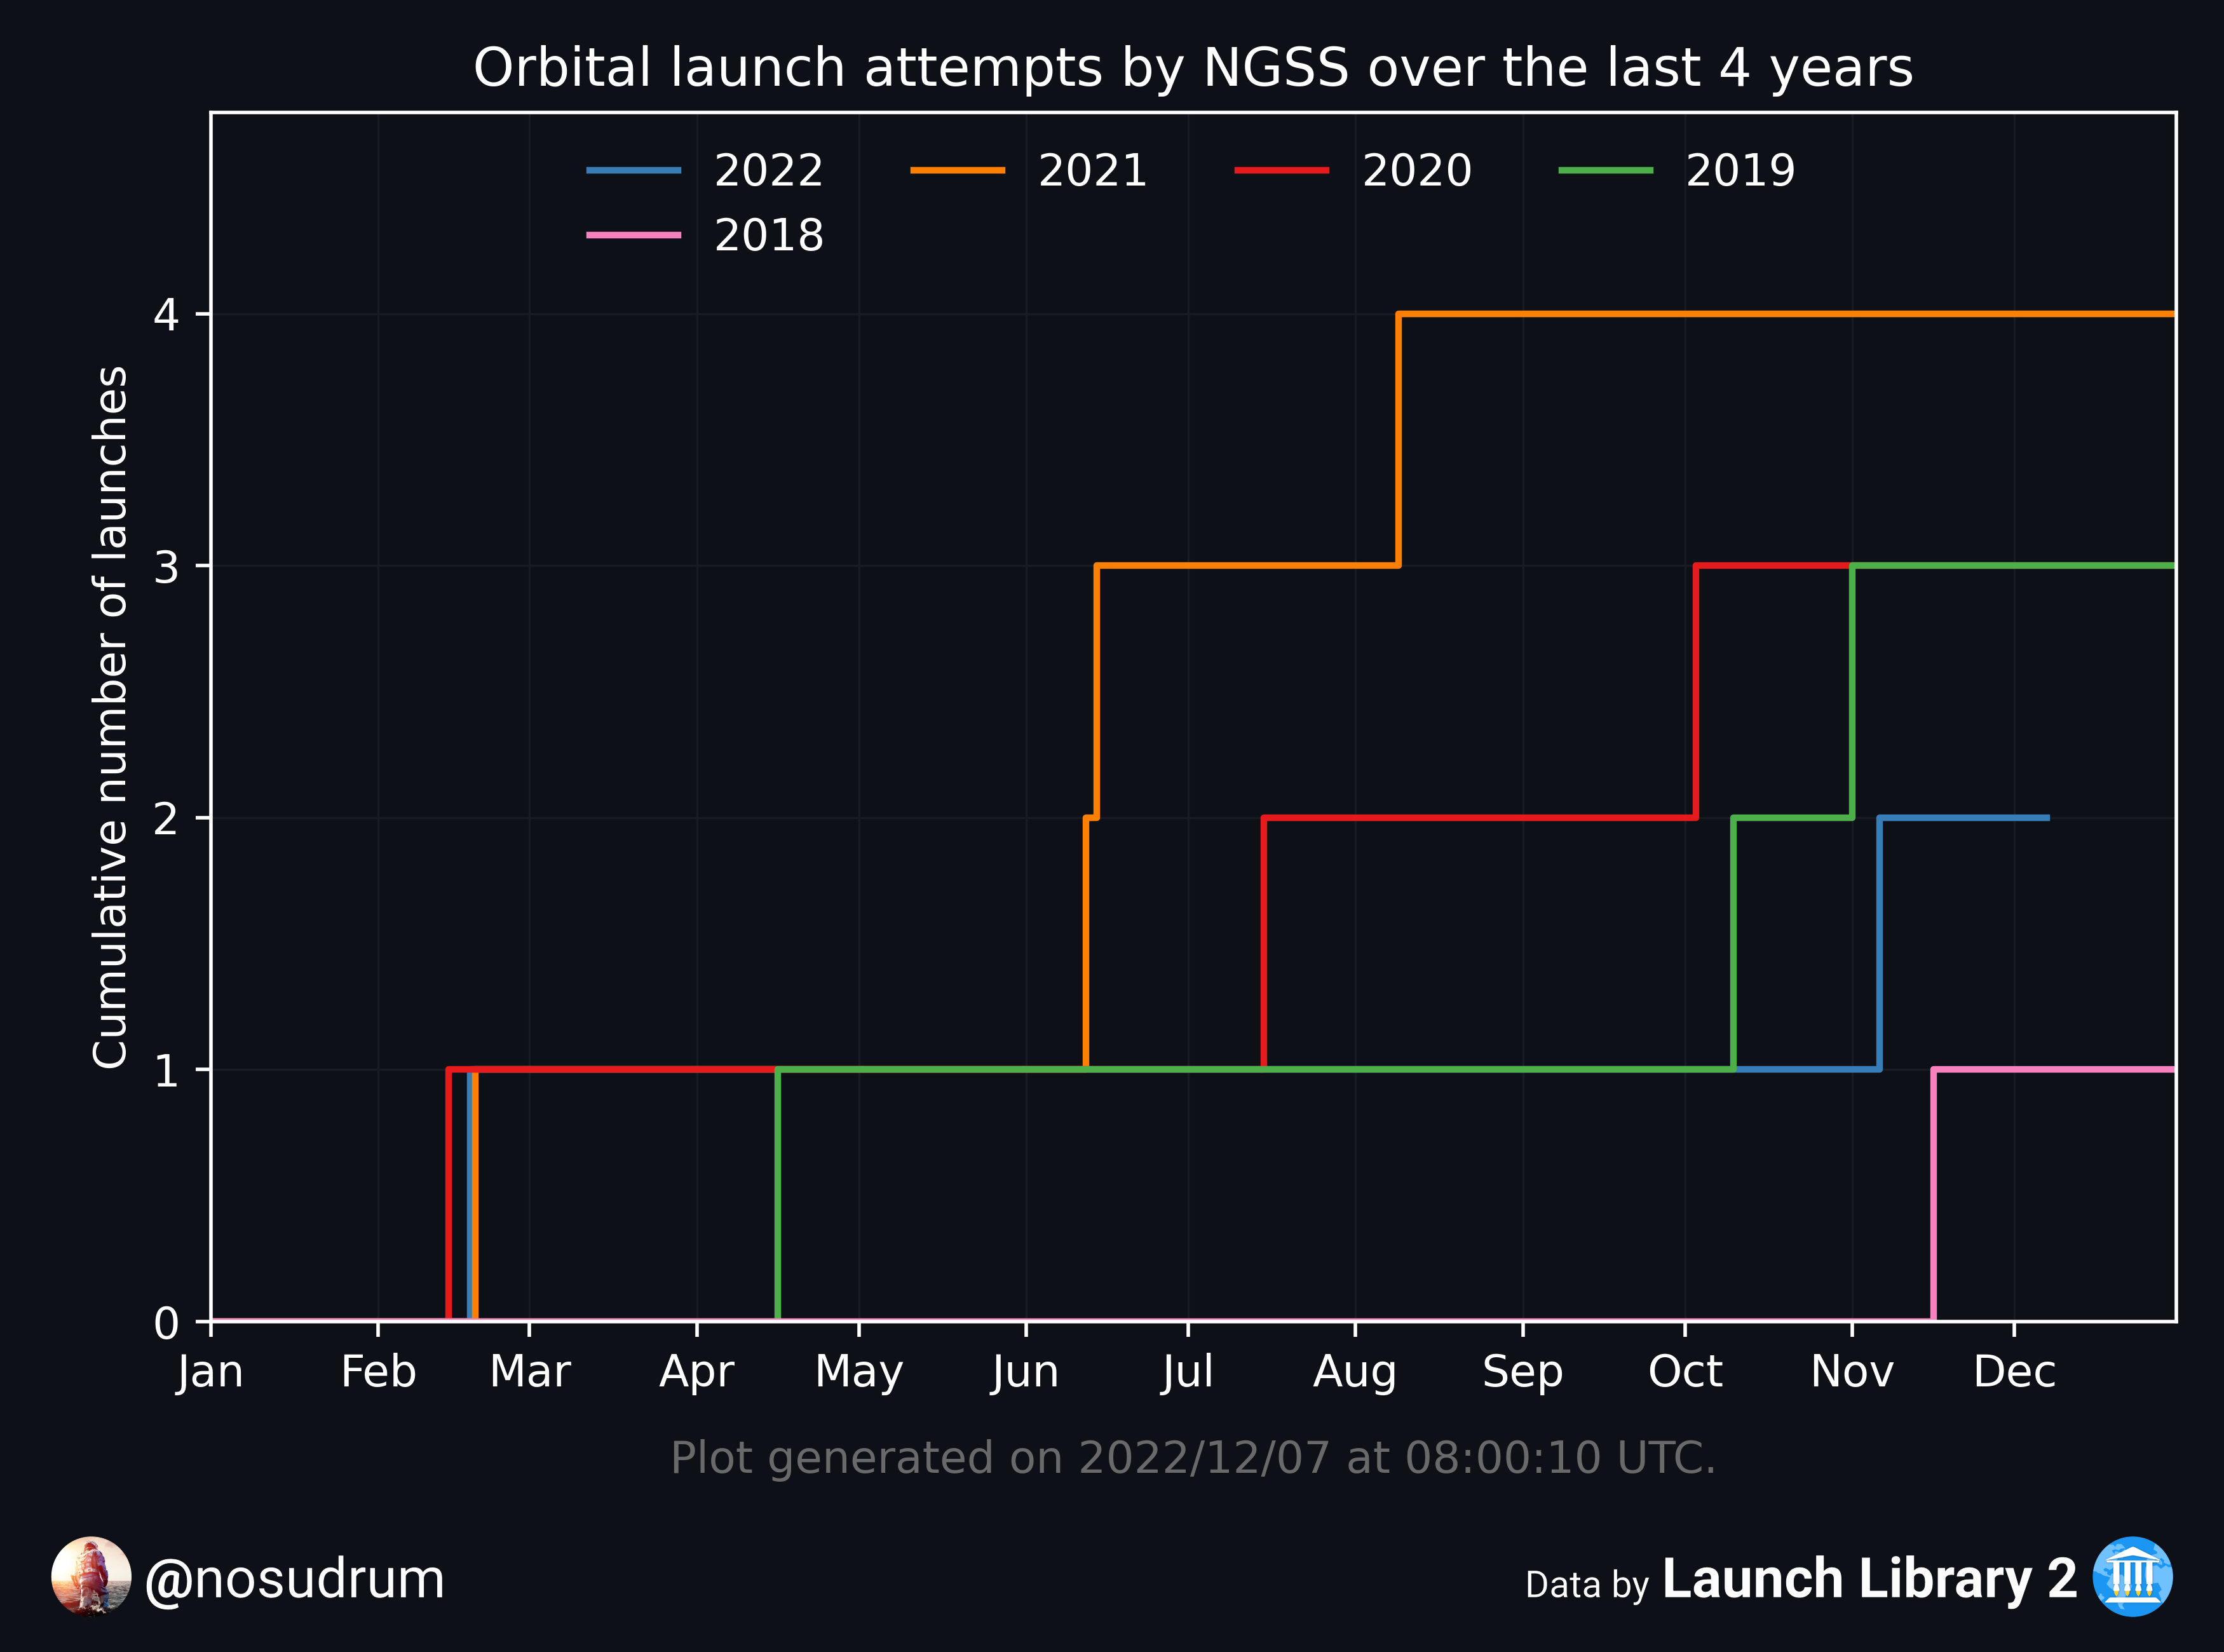 Orbital launch attempts by NGSS over the last 4 years
2022 2021 2020 2019
2018
Cumulative number of launches
4
3
2
1
0
Jan Feb Mar Apr May Jun Jul Aug Sep Oct Nov Dec
Plot generated on 2022/12/07 at 08:00:10 UTC.
@nosudrum
Data by Launch Library 2